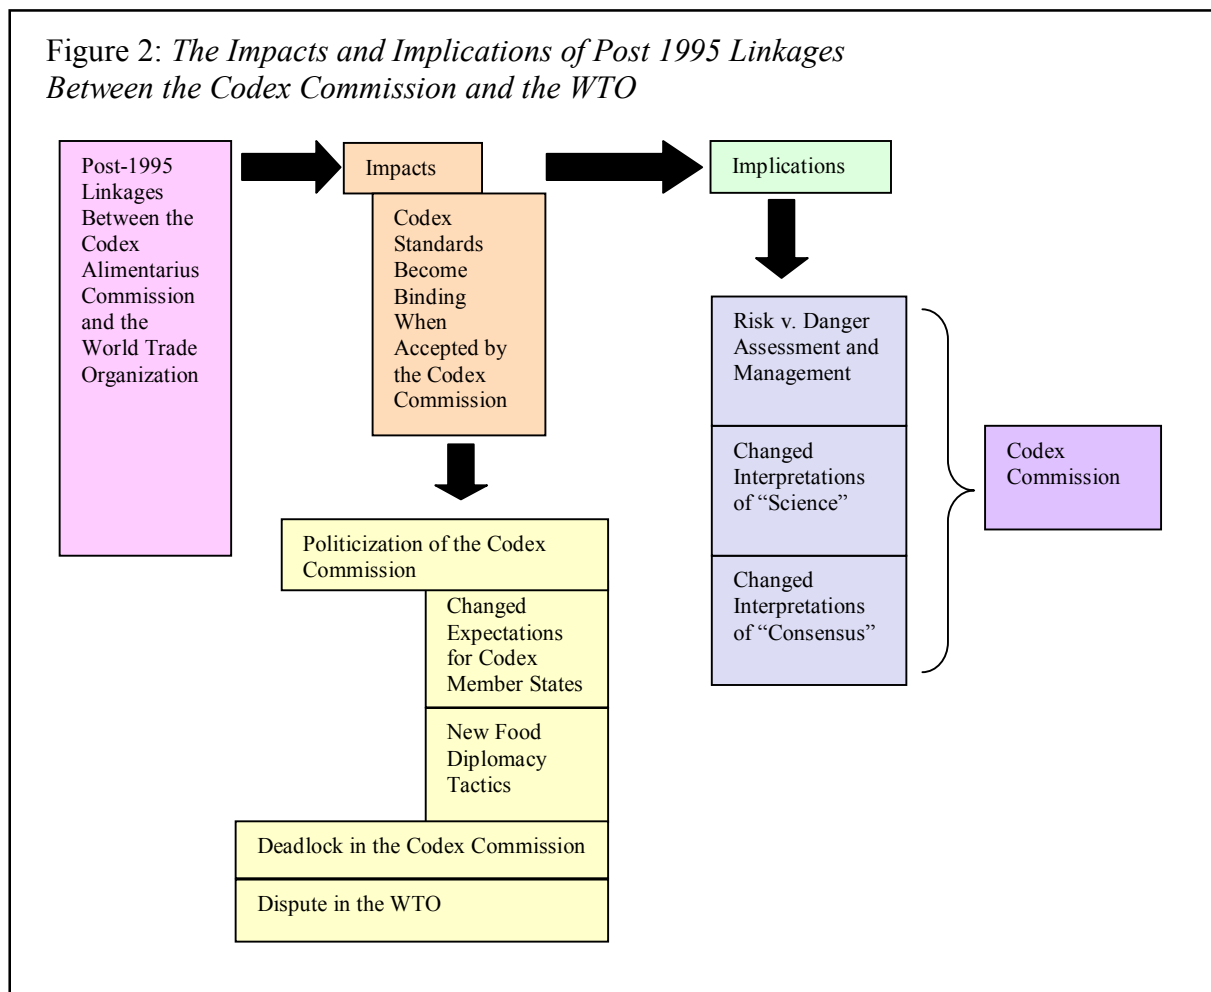 Figure 2: The Impacts and Implications of Post 1995 Linkages
Between the Codex Commission and the WTO
Post-1995
Linkages
Between the
Codex
Alimentarius
Commission
and the
World Trade
Organization
Impacts
Codex
Standards
Become
Binding
When
Accepted by
the Codex
Commission
Politicization of the Codex
Commission
Changed
Expectations
for Codex
Member States
New Food
Diplomacy
Tactics
Deadlock in the Codex Commission
Dispute in the WTO
Implications
Risk v. Danger
Assessment and
Management
Changed
Interpretations
of “Science”
Changed
Interpretations
of “Consensus”
Codex
Commission